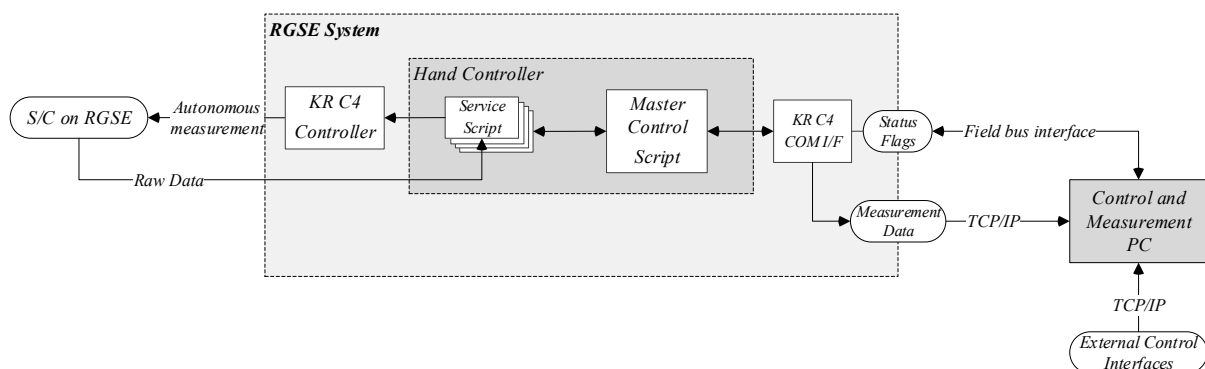 RGSE System
Hand Controller
S/C on RGSE
Autonomous
measurement
KR C4
Controller
Service
Script
Master
Control
Script
KR C4
COM I/F
Status
Flags
Field bus interface
Raw Data
Measurement
Data
TCP/IP
Control and
Measurement
PC
TCP/IP
External Control
Interfaces